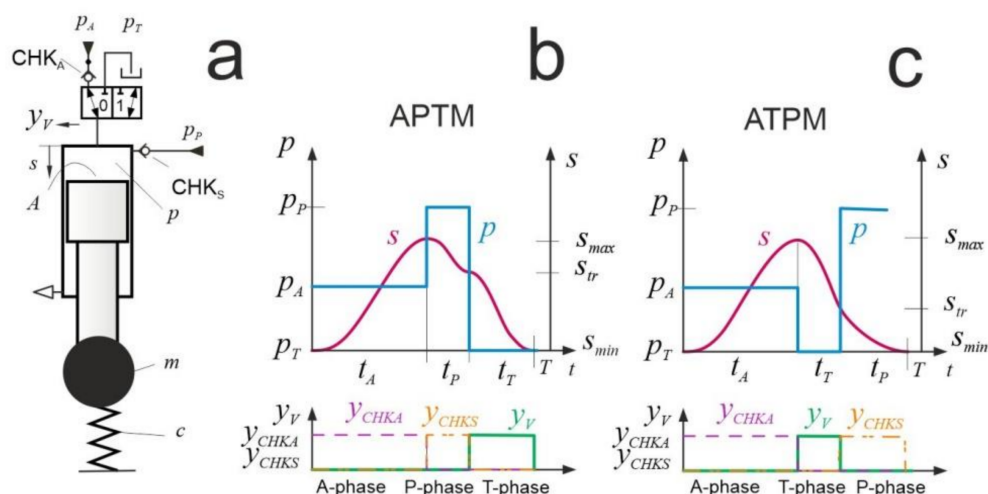 a
p_A
p_T
CHK_A
0 1
y_V
p_P
s
CHK_S
A
p
m
c
b
APTM
p
s
p_P
s
p
s_max
s_tr
p_A
p_T
s_min
t_A
t_P
t_T
T
t
y_V
y_CHKA
y_CHKS
y_CHKA
y_CHKS
y_V
A-phase
P-phase
T-phase
c
ATPM
p
s
p_P
s
p
s_max
p_A
s_tr
p_T
s_min
t_A
t_T
t_P
T
t
y_V
y_CHKA
y_CHKS
y_CHKA
y_V
y_CHKS
A-phase
T-phase
P-phase